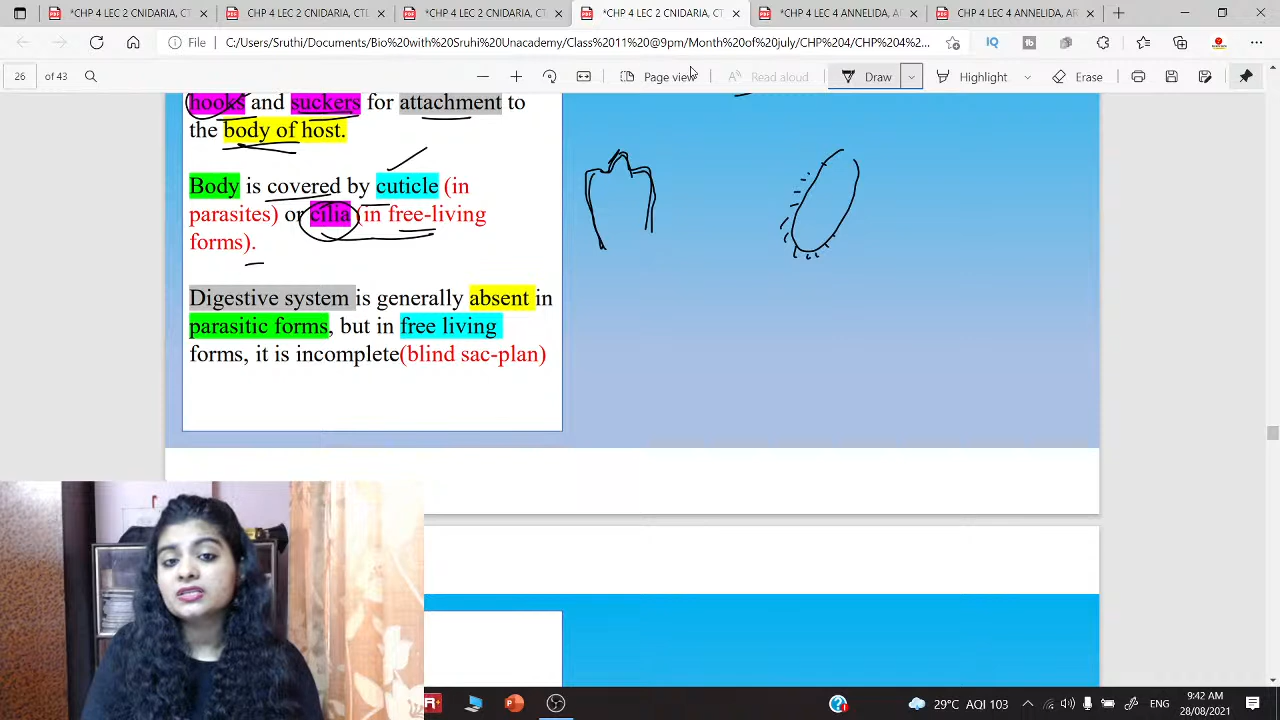 *CHP 4 LEC 2 CNIDARIA, CTE
*CHP 4 LEC 2 CNIDARIA, CTE
*CHP 4 LEC 2 CNIDARIA, CT
*CHP 4 LEC 2 CNIDARIA, CT
*CHP 4 LEC 4 ANNELIDA, AR
CHP 4 LEC 4 ANNELIDA, AR
File
C:/Users/Sruthi/Documents/Bio%20with%20Sruhi%20Unacademy/Class%2011%20@9pm/Month%20of%20july/CHP%204/CHP%204%...
26 of 43
Page view
Read aloud
Draw
Highlight
Erase
hooks and suckers for attachment to
the body of host.
Body is covered by cuticle (in
parasites) or cilia (in free-living
forms).
Digestive system is generally absent in
parasitic forms, but in free living
forms, it is incomplete(blind sac-plan)
29°C AQI 103
ENG
9:42 AM
28/08/2021